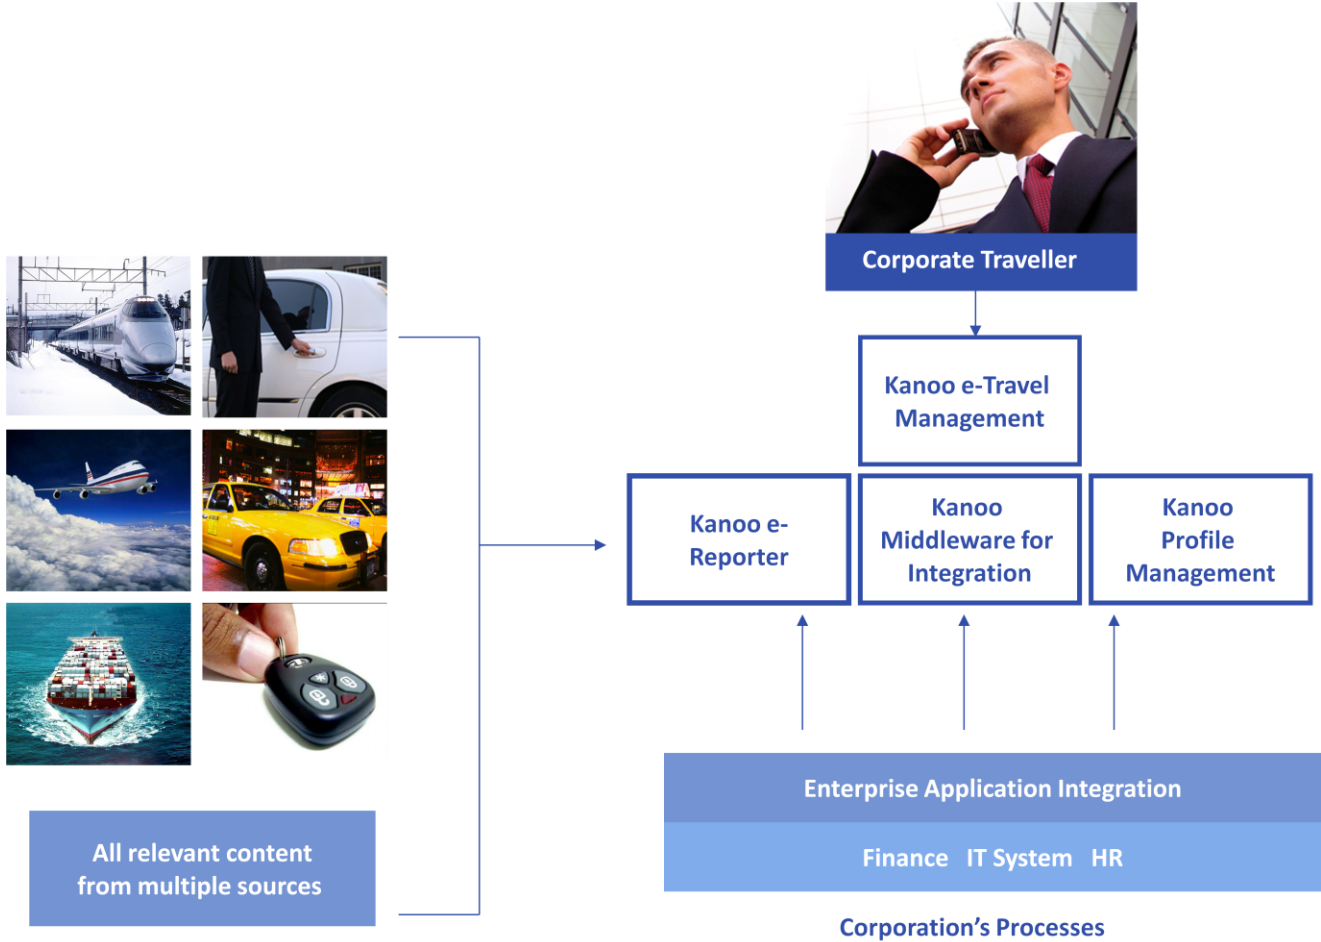 Corporate Traveller
Kanoo e-Travel
Management
Kanoo e-
Reporter
Kanoo
Middleware for
Integration
Kanoo
Profile
Management
Enterprise Application Integration
Finance IT System HR
Corporation's Processes
All relevant content
from multiple sources